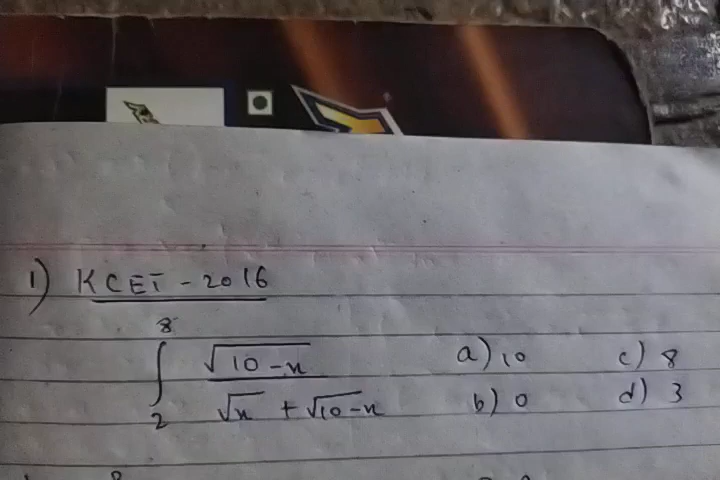 1) KCET - 2016
8
∫ √10-x a) 10 c) 8
2 √x + √10-x b) 0 d) 3